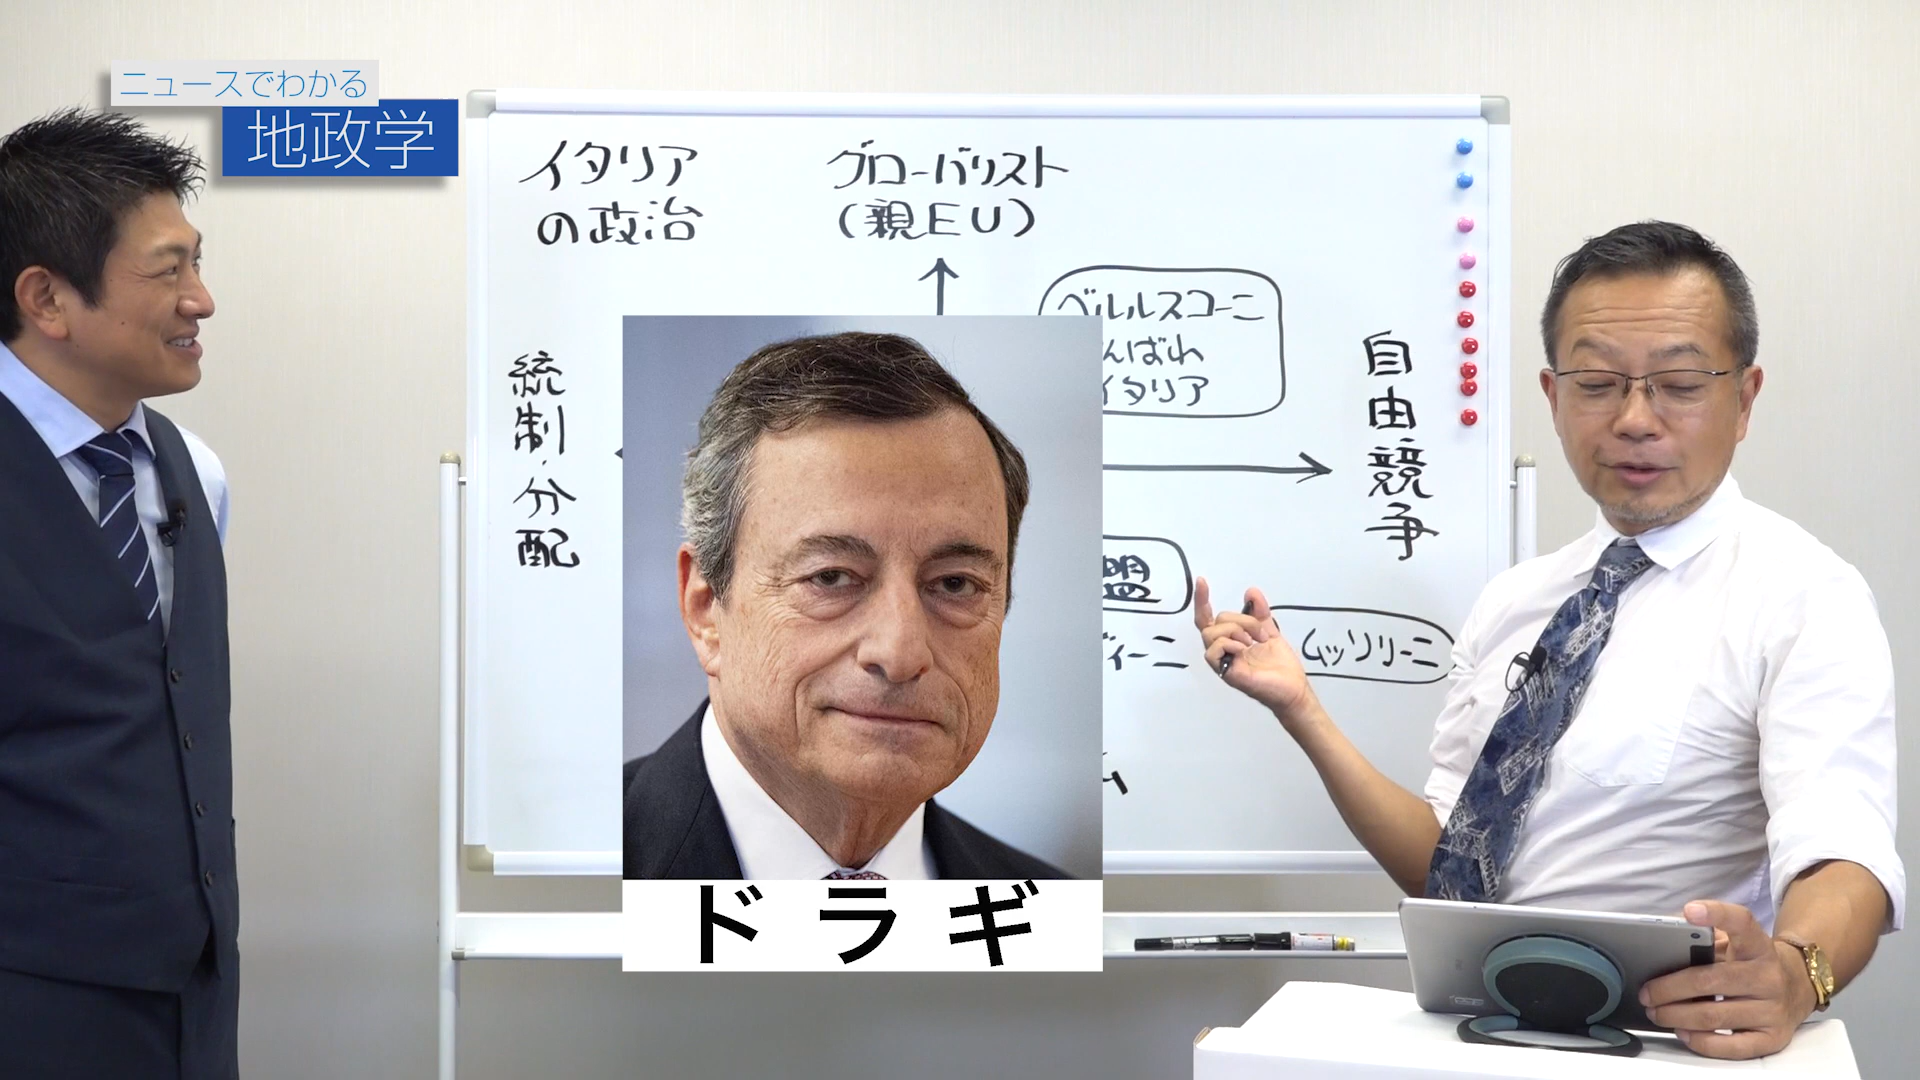 ニュースでわかる
地政学
イタリア
の政治
グローバリスト
(親EU)
ベルルスコーニ
んばれ
イタリア
統制・分配
自由競争
盟
ィーニ
ムッソリーニ
ドラギ